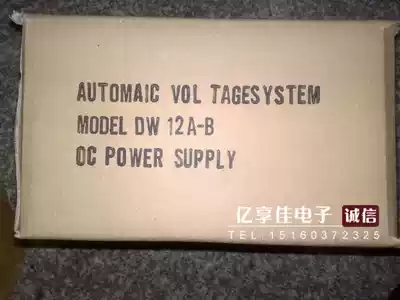 AUTOMAIC VOL TAGESYSTEM
MODEL DW 12A-B
OC POWER SUPPLY
亿享佳电子 诚信
TEL:15160372325